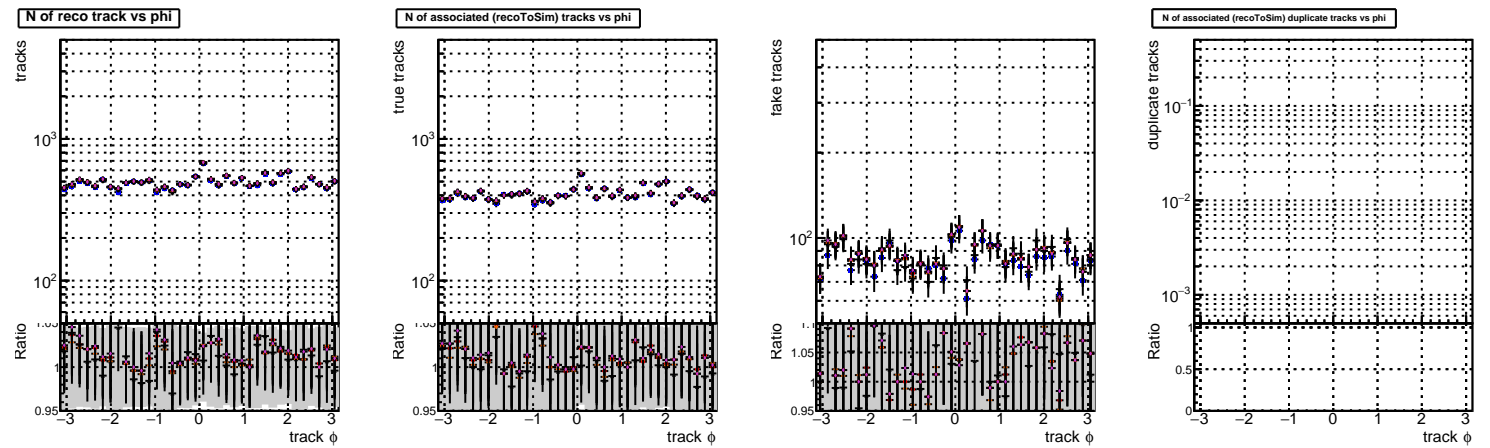 N of reco track vs phi
tracks
10³
10²
Ratio
1.05
1
0.95
−3 −2 −1 0 1 2 3
track ϕ
N of associated (recoToSim) tracks vs phi
true tracks
10³
10²
Ratio
1.05
1
0.95
−3 −2 −1 0 1 2 3
track ϕ
fake tracks
10²
Ratio
1.1
1.05
1
0.95
−3 −2 −1 0 1 2 3
track ϕ
N of associated (recoToSim) duplicate tracks vs phi
duplicate tracks
10⁻¹
10⁻²
10⁻³
Ratio
1
0.5
0
−3 −2 −1 0 1 2 3
track ϕ